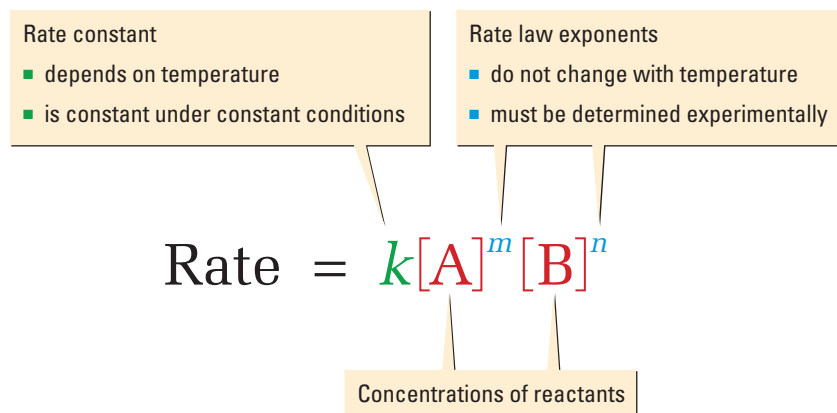 Rate constant
■ depends on temperature
■ is constant under constant conditions
Rate law exponents
■ do not change with temperature
■ must be determined experimentally
Rate = k[A]^m [B]^n
Concentrations of reactants